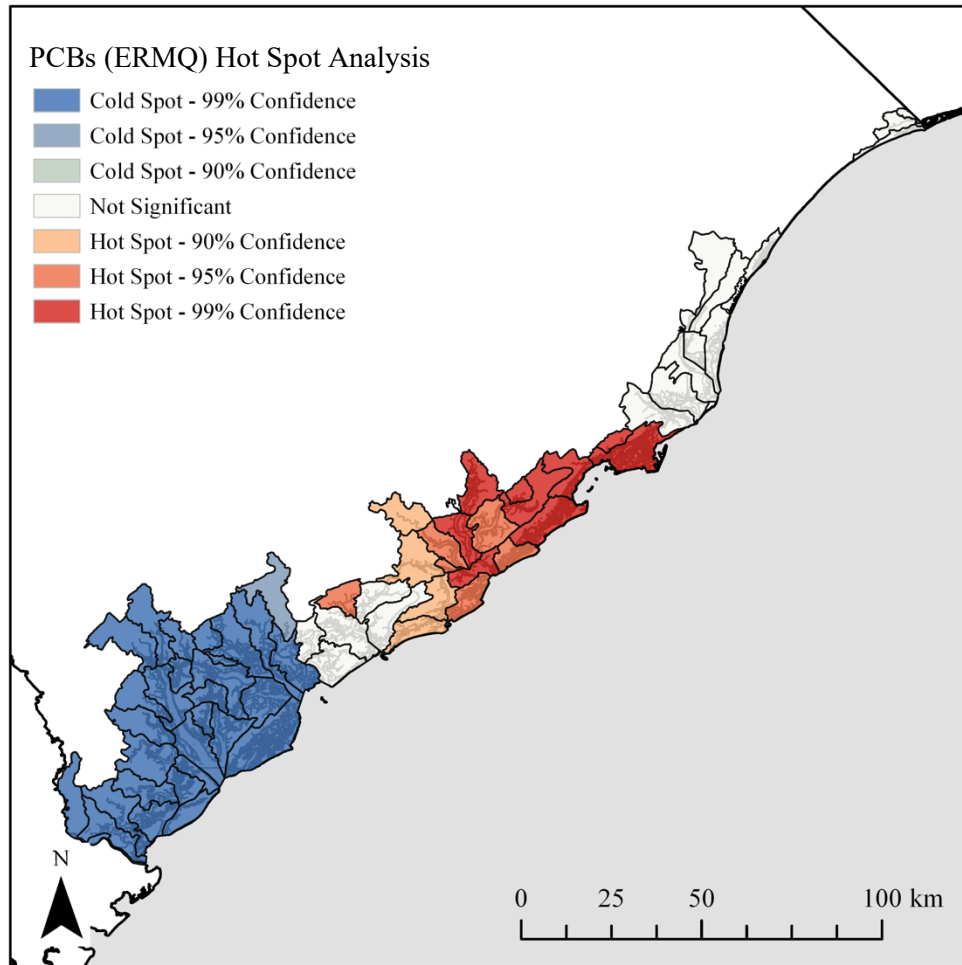 PCBs (ERMQ) Hot Spot Analysis
Cold Spot - 99% Confidence
Cold Spot - 95% Confidence
Cold Spot - 90% Confidence
Not Significant
Hot Spot - 90% Confidence
Hot Spot - 95% Confidence
Hot Spot - 99% Confidence
N
0 25 50 100 km